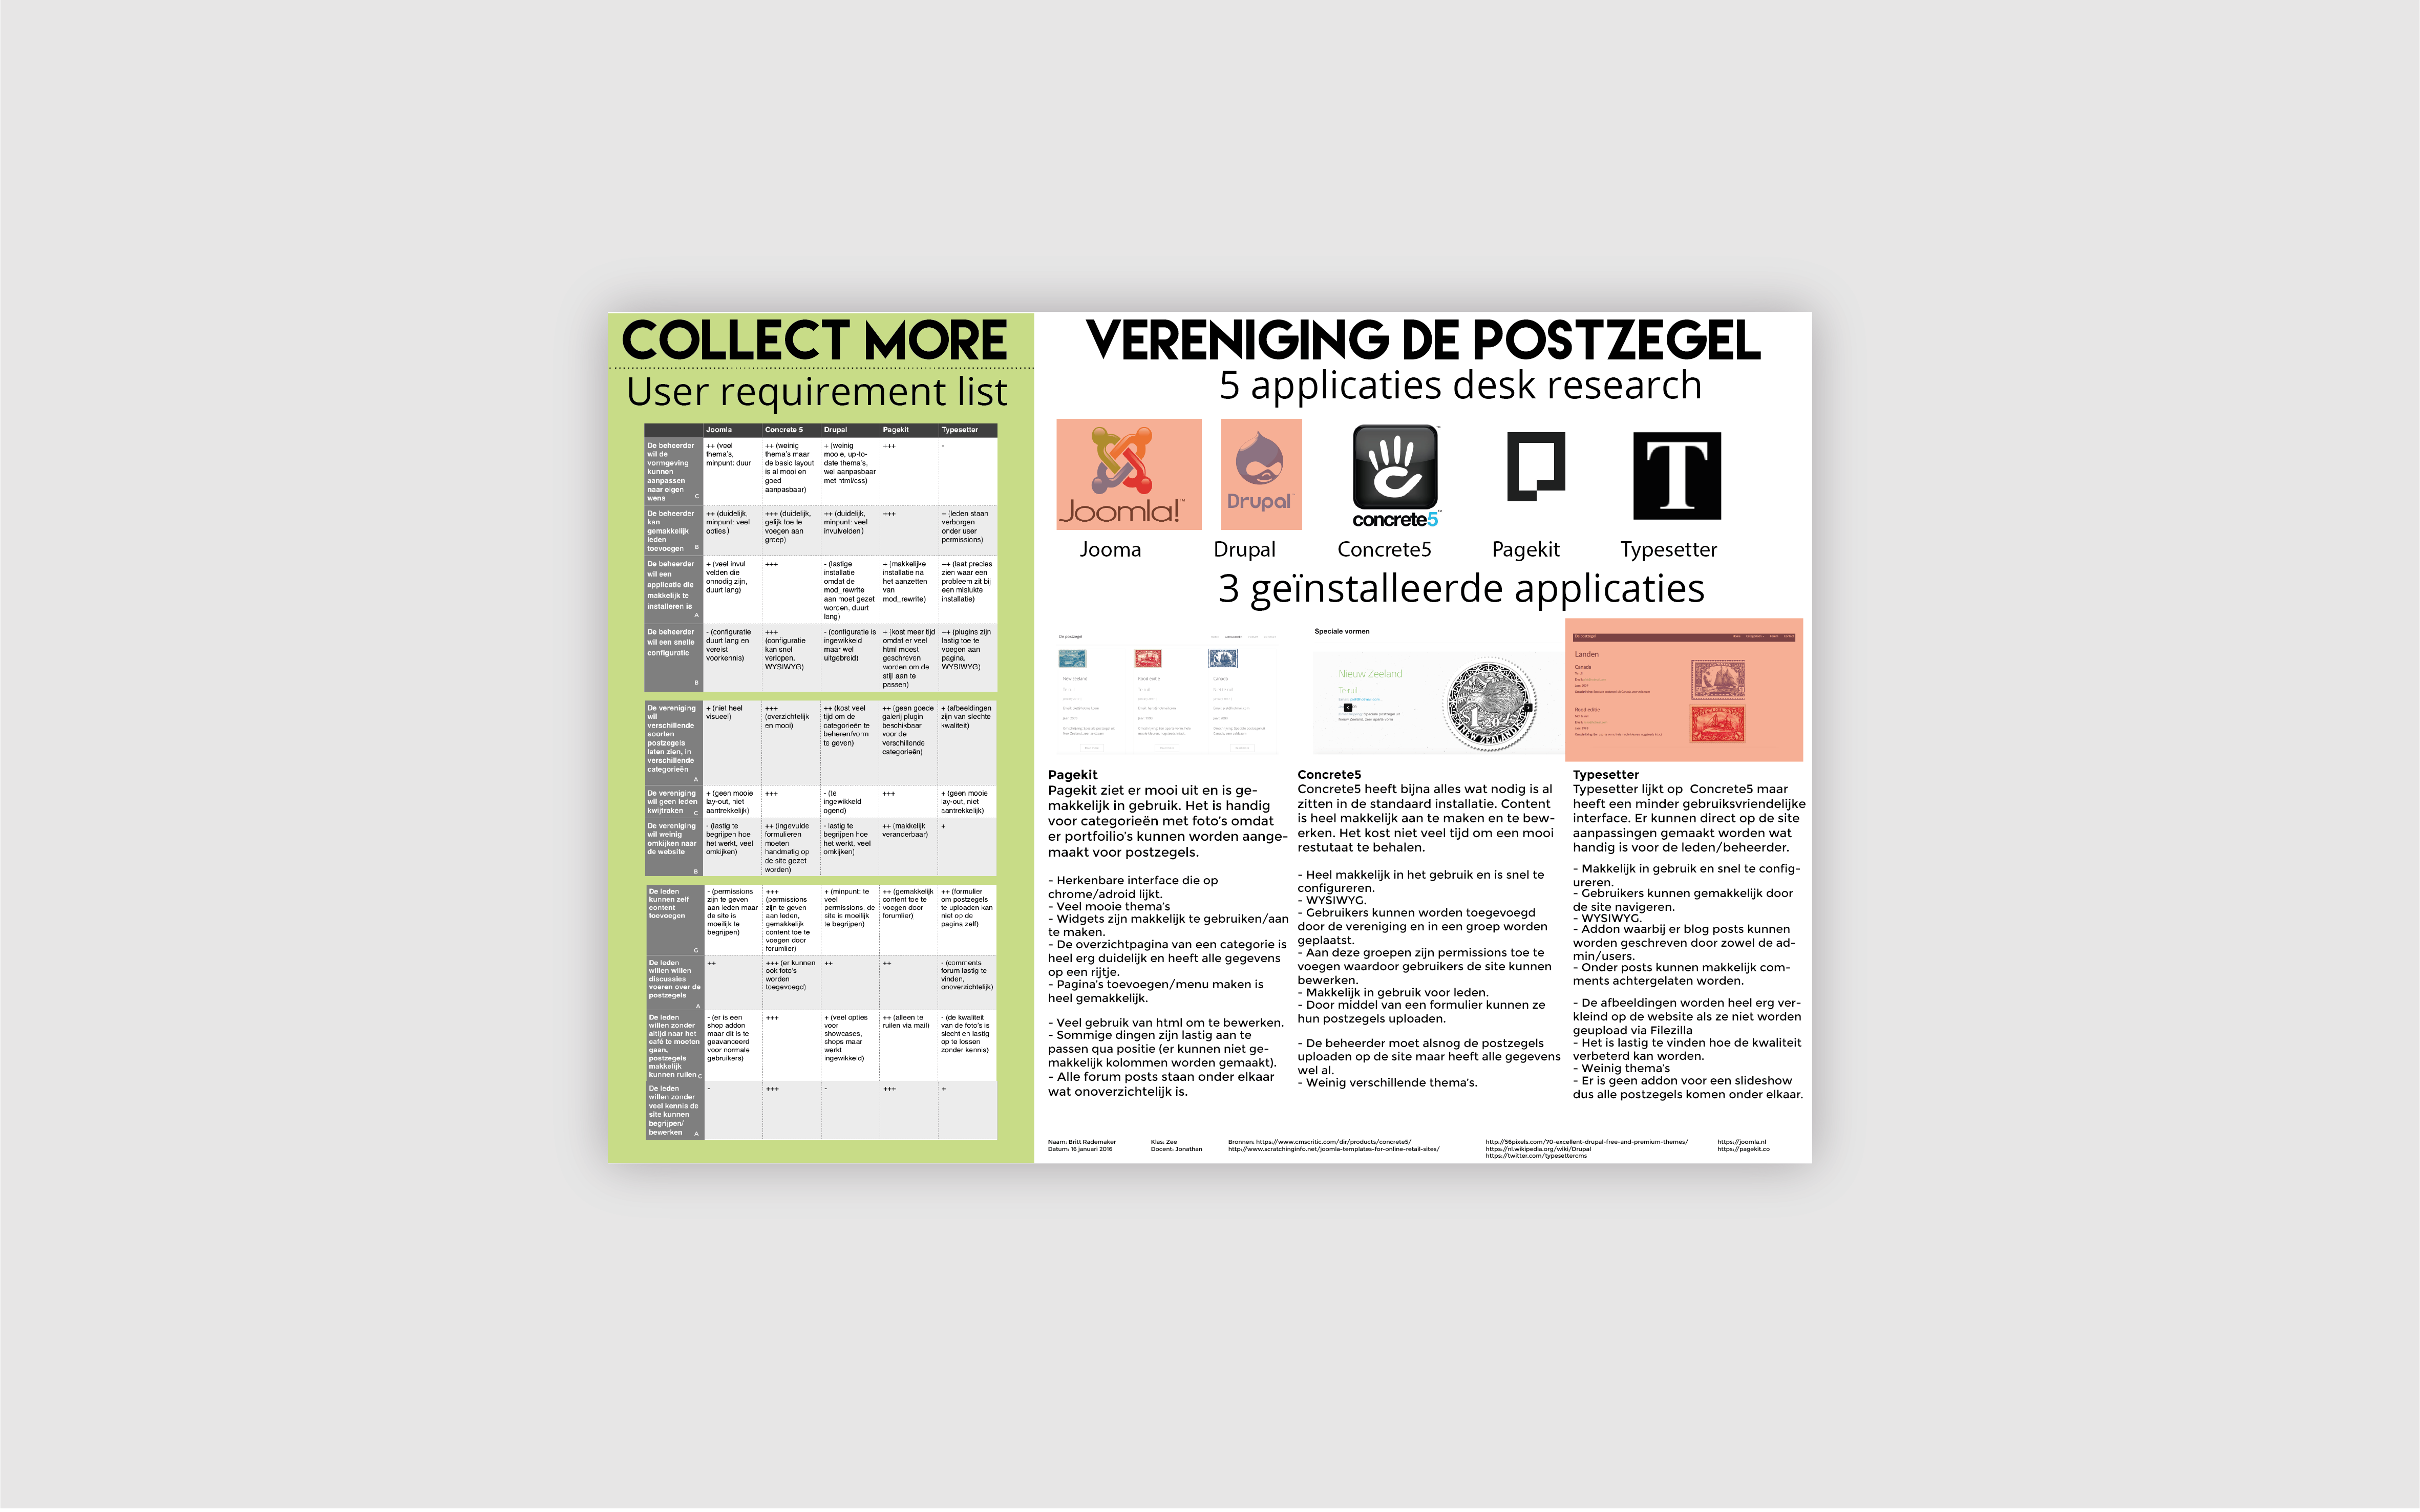 COLLECT MORE
User requirement list
Joomla Concrete 5 Drupal Pagekit Typesetter
De beheerder
wil de
vormgeving
kunnen
aanpassen
naar eigen
wens C
++ (veel
thema's,
minpunt: duur
++ (weinig
thema's maar
de basic layout
is al mooi en
goed
aanpasbaar)
+ (weinig
mooie, up-to-
date thema's,
wel aanpasbaar
met html/css)
+++
-
De beheerder
kan
gemakkelijk
leden
toevoegen B
++ (duidelijk,
minpunt: veel
opties)
+++ (duidelijk,
gelijk toe te
voegen aan
groep)
++ (duidelijk,
minpunt: veel
invulvelden)
+++
+ (leden staan
verborgen
onder user
permissions)
De beheerder
wil een
applicatie die
makkelijk te
installeren is
A
+ (veel invul
velden die
onnodig zijn,
duurt lang)
+++
- (lastige
installatie
omdat de
mod_rewrite
aan moet gezet
worden, duurt
lang)
+ (makkelijke
installatie na
het aanzetten
van
mod_rewrite)
++ (laat precies
zien waar een
probleem zit bij
een mislukte
installatie)
De beheerder
wil een snelle
configuratie
B
- (configuratie
duurt lang en
vereist
voorkennis)
+++
(configuratie
kan snel
verlopen,
WYSIWYG)
- (configuratie is
ingewikkeld
maar wel
uitgebreid)
+ (kost meer tijd
omdat er veel
html moest
geschreven
worden om de
stijl aan te
passen)
++ (plugins zijn
lastig toe te
voegen aan
pagina,
WYSIWYG)
De vereniging
wil
verschillende
soorten
postzegels
laten zien, in
verschillende
categorieën
A
+ (niet heel
visueel)
+++
(overzichtelijk
en mooi)
++ (kost veel
tijd om de
categorieën te
beheren/vorm
te geven)
++ (geen goede
galerij plugin
beschikbaar
voor de
verschillende
categorieën)
+ (afbeeldingen
zijn van slechte
kwaliteit)
De vereniging
wil geen leden
kwijtraken C
+ (geen mooie
lay-out, niet
aantrekkelijk)
+++
- (te
ingewikkeld
ogend)
+++
+ (geen mooie
lay-out, niet
aantrekkelijk)
De vereniging
wil weinig
omkijken naar
de website
B
- (lastig te
begrijpen hoe
het werkt, veel
omkijken)
++ (ingevulde
formulieren
moeten
handmatig op
de site gezet
worden)
- lastig te
begrijpen hoe
het werkt, veel
omkijken)
++ (makkelijk
veranderbaar)
+
De leden
kunnen zelf
content
toevoegen
- (permissions
zijn te geven
aan leden maar
de site is
moeilijk te
begrijpen)
+++
(permissions
zijn te geven
aan leden,
gemakkelijk
content toe te
voegen door
forumlier)
+ (minpunt: te
veel
permissions, de
site is moeilijk
te begrijpen)
++ (gemakkelijk
content toe te
voegen door
forumlier)
++ (formulier
om postzegels
te uploaden kan
niet op de
pagina zelf)
De leden
willen willen
discussies
voeren over de
postzegels
A
++
+++ (er kunnen
ook foto's
worden
toegevoegd)
++
++
- (comments
forum lastig te
vinden,
onoverzichtelijk)
De leden
willen zonder
altijd naar het
café te moeten
gaan,
postzegels
makkelijk
kunnen ruilen C
- (er is een
shop addon
maar dit is te
geavanceerd
voor normale
gebruikers)
+++
+ (veel opties
voor
showcases,
shops maar
werkt
ingewikkeld)
++ (alleen te
ruilen via mail)
- (de kwaliteit
van de foto's is
slecht en lastig
op te lossen
zonder kennis)
De leden
willen zonder
veel kennis de
site kunnen
begrijpen/
bewerken A
-
+++
-
+++
+
VERENIGING DE POSTZEGEL
5 applicaties desk research
Joomla!™
Drupal
concrete5
T
Jooma Drupal Concrete5 Pagekit Typesetter
3 geïnstalleerde applicaties
De postzegel
New zeeland
Te ruil
Rood editie
Te ruil
Canada
Niet te ruil
Speciale vormen
Nieuw Zeeland
Te ruil
$1.20
NEW ZEALAND
De postzegel
Landen
Canada
Rood editie
Pagekit
Pagekit ziet er mooi uit en is ge-
makkelijk in gebruik. Het is handig
voor categorieën met foto's omdat
er portfoilio's kunnen worden aange-
maakt voor postzegels.
- Herkenbare interface die op
chrome/adroid lijkt.
- Veel mooie thema's
- Widgets zijn makkelijk te gebruiken/aan
te maken.
- De overzichtpagina van een categorie is
heel erg duidelijk en heeft alle gegevens
op een rijtje.
- Pagina's toevoegen/menu maken is
heel gemakkelijk.
- Veel gebruik van html om te bewerken.
- Sommige dingen zijn lastig aan te
passen qua positie (er kunnen niet ge-
makkelijk kolommen worden gemaakt).
- Alle forum posts staan onder elkaar
wat onoverzichtelijk is.
Concrete5
Concrete5 heeft bijna alles wat nodig is al
zitten in de standaard installatie. Content
is heel makkelijk aan te maken en te bew-
erken. Het kost niet veel tijd om een mooi
restutaat te behalen.
- Heel makkelijk in het gebruik en is snel te
configureren.
- WYSIWYG.
- Gebruikers kunnen worden toegevoegd
door de vereniging en in een groep worden
geplaatst.
- Aan deze groepen zijn permissions toe te
voegen waardoor gebruikers de site kunnen
bewerken.
- Makkelijk in gebruik voor leden.
- Door middel van een formulier kunnen ze
hun postzegels uploaden.
- De beheerder moet alsnog de postzegels
uploaden op de site maar heeft alle gegevens
wel al.
- Weinig verschillende thema's.
Typesetter
Typesetter lijkt op Concrete5 maar
heeft een minder gebruiksvriendelijke
interface. Er kunnen direct op de site
aanpassingen gemaakt worden wat
handig is voor de leden/beheerder.
- Makkelijk in gebruik en snel te config-
ureren.
- Gebruikers kunnen gemakkelijk door
de site navigeren.
- WYSIWYG.
- Addon waarbij er blog posts kunnen
worden geschreven door zowel de ad-
min/users.
- Onder posts kunnen makkelijk com-
ments achtergelaten worden.
- De afbeeldingen worden heel erg ver-
kleind op de website als ze niet worden
geupload via Filezilla
- Het is lastig te vinden hoe de kwaliteit
verbeterd kan worden.
- Weinig thema's
- Er is geen addon voor een slideshow
dus alle postzegels komen onder elkaar.
Naam: Britt Rademaker
Datum: 16 januari 2016
Klas: Zee
Docent: Jonathan
Bronnen: https://www.cmscritic.com/dir/products/concrete5/
http://www.scratchinginfo.net/joomla-templates-for-online-retail-sites/
http://56pixels.com/70-excellent-drupal-free-and-premium-themes/
https://nl.wikipedia.org/wiki/Drupal
https://twitter.com/typesettercms
https://joomla.nl
https://pagekit.co